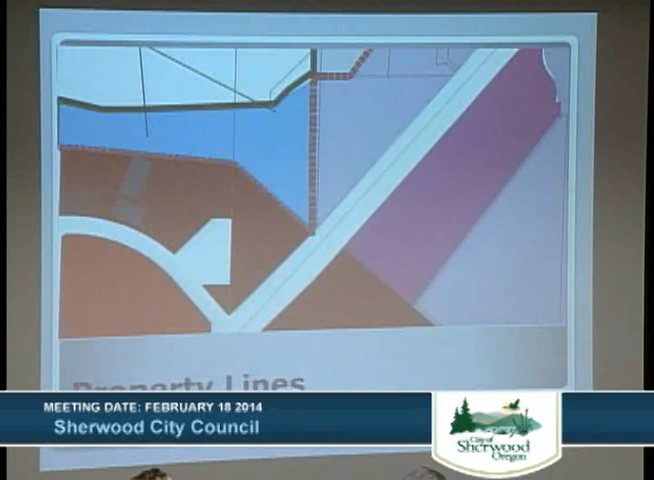 Property Lines
MEETING DATE: FEBRUARY 18 2014
Sherwood City Council
City of
Sherwood
Oregon